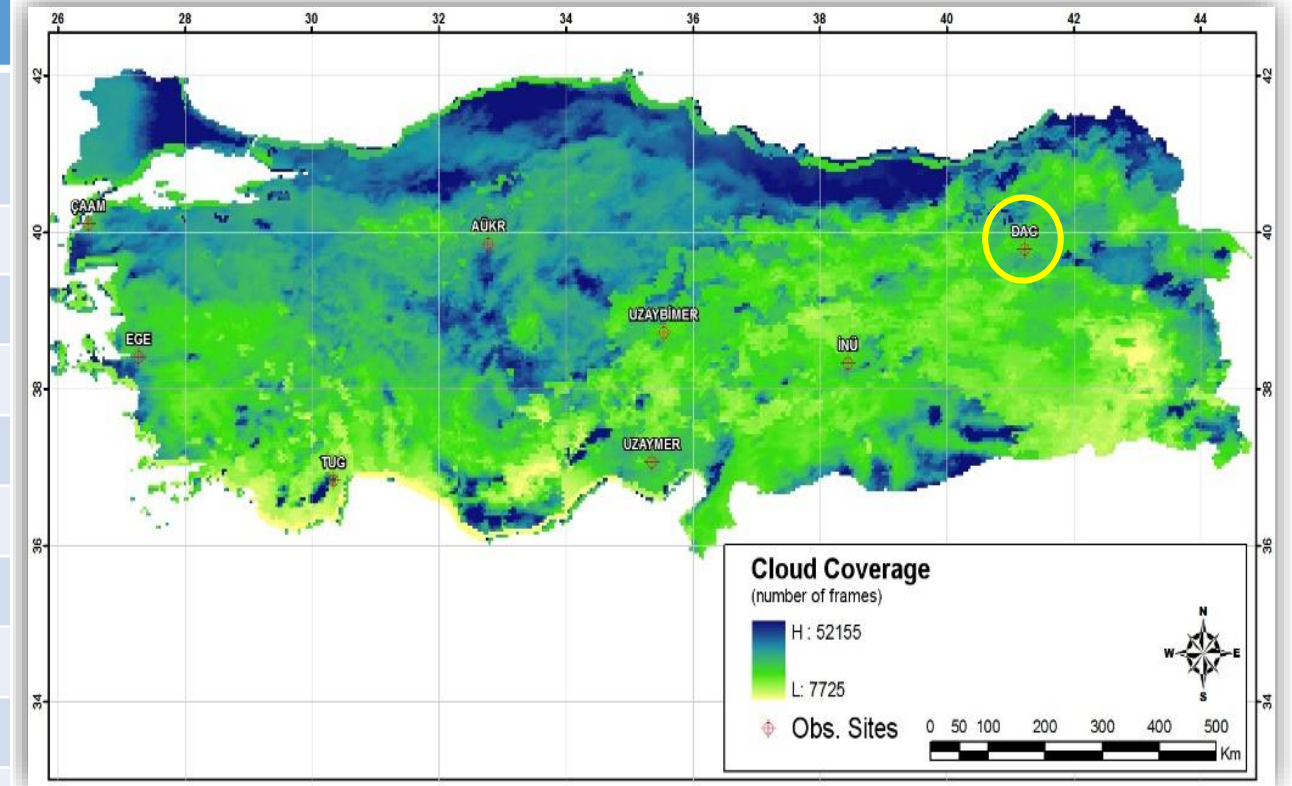 26 28 30 32 34 36 38 40 42 44
42 42
ÇAAM
40 AÜKR DAG 40
UZAYBİMER
EGE İNÜ
38 38
UZAYMER
TUG
36 36
Cloud Coverage
(number of frames)
H : 52155
L: 7725
N
W E
S
34 34
Obs. Sites 0 50 100 200 300 400 500
Km